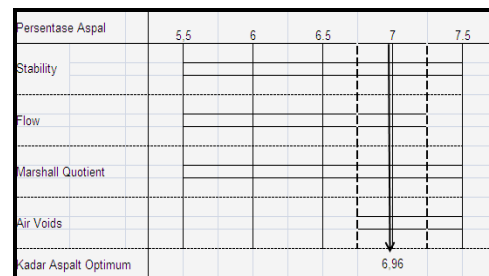 Persentase Aspal 5,5 6 6.5 7 7.5
Stability
Flow
Marshall Quotient
Air Voids
Kadar Aspalt Optimum 6,96